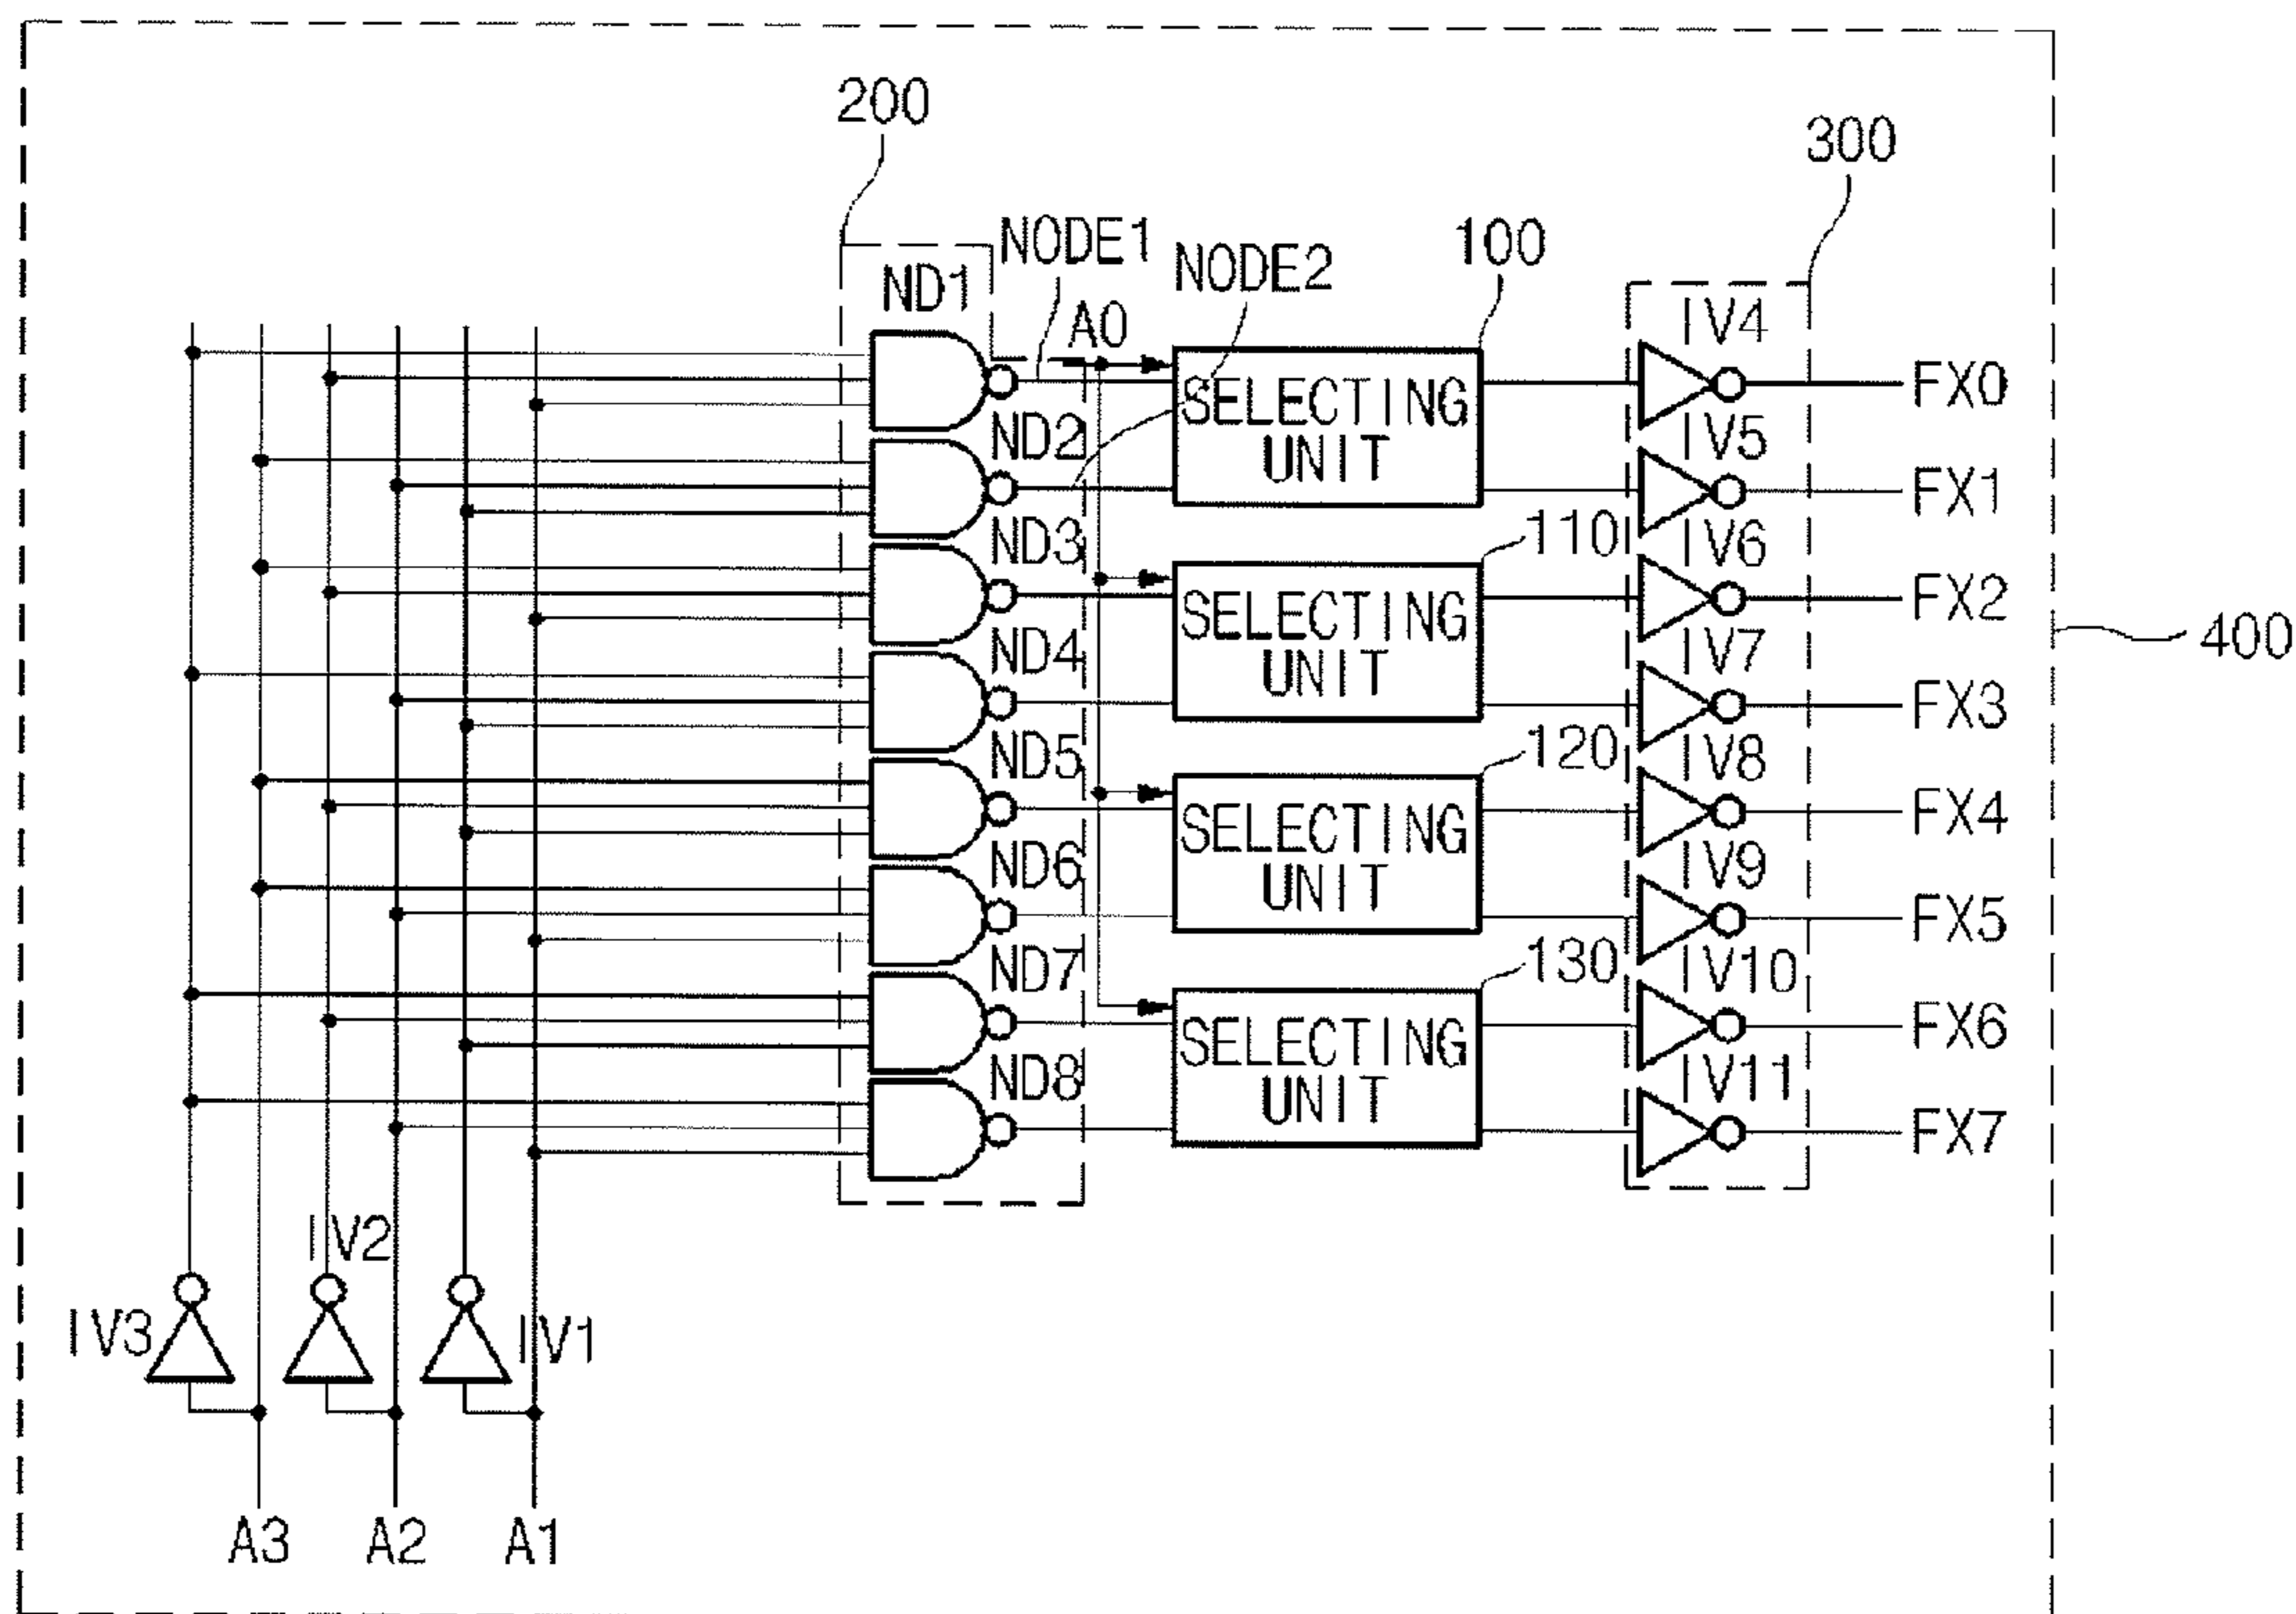 200
300
NODE1
100
NODE2
ND1
A0
IV4
SELECTING
UNIT
FX0
ND2
IV5
FX1
ND3
110
IV6
SELECTING
UNIT
FX2
400
ND4
IV7
FX3
ND5
120
IV8
SELECTING
UNIT
FX4
ND6
IV9
FX5
ND7
130
IV10
SELECTING
UNIT
FX6
ND8
IV11
FX7
IV2
IV3
IV1
A3
A2
A1